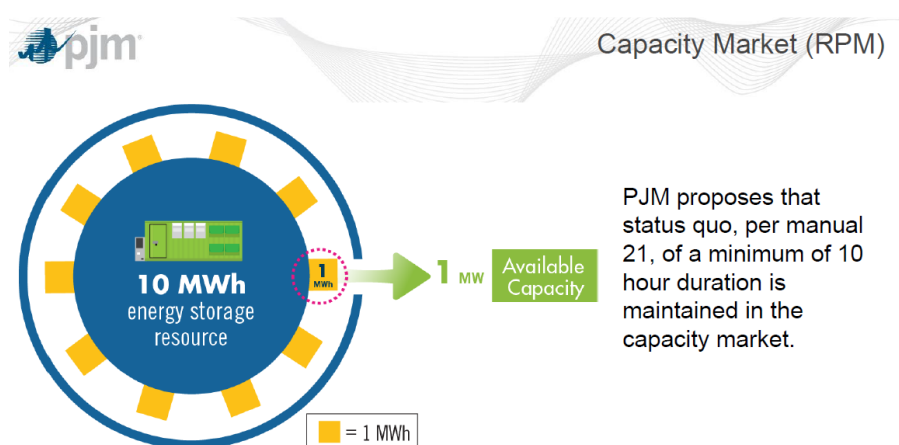 pjm
Capacity Market (RPM)
10 MWh
energy storage
resource
1
MWh
1 MW
Available
Capacity
PJM proposes that
status quo, per manual
21, of a minimum of 10
hour duration is
maintained in the
capacity market.
= 1 MWh